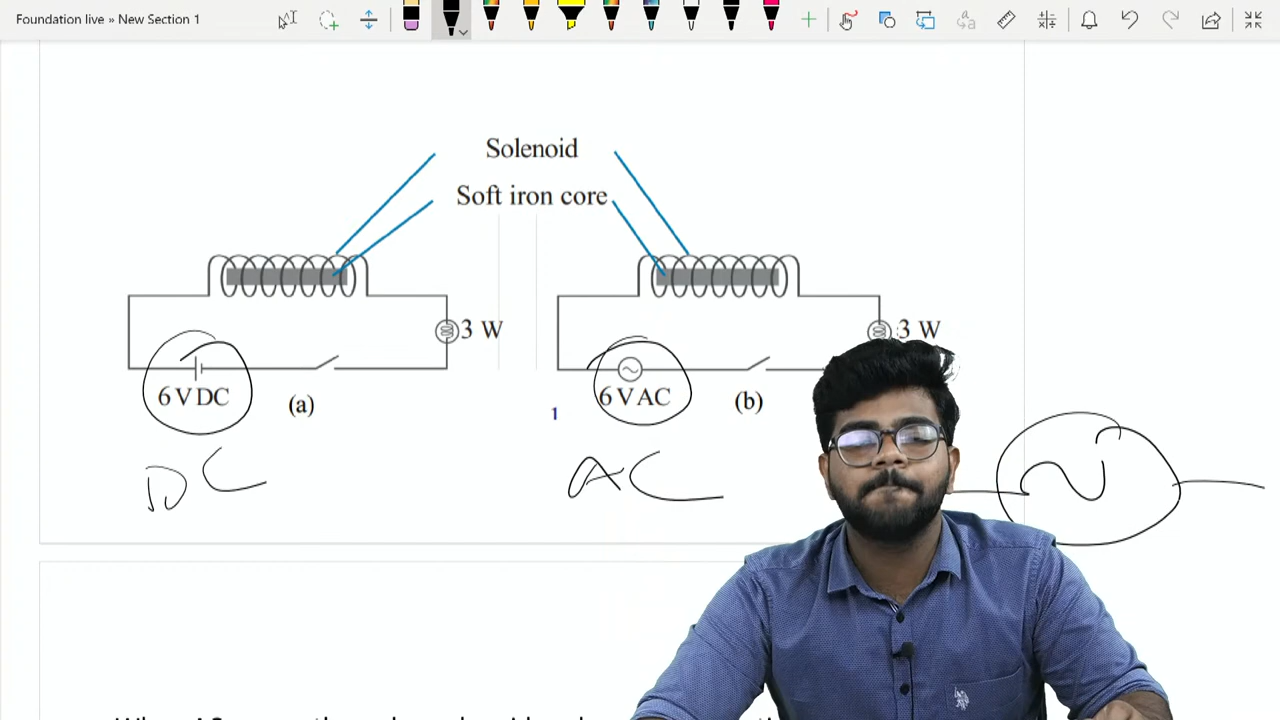 Foundation live » New Section 1
Solenoid
Soft iron core
3 W
3 W
6 V DC
(a)
1
6 V AC
(b)
DC
AC